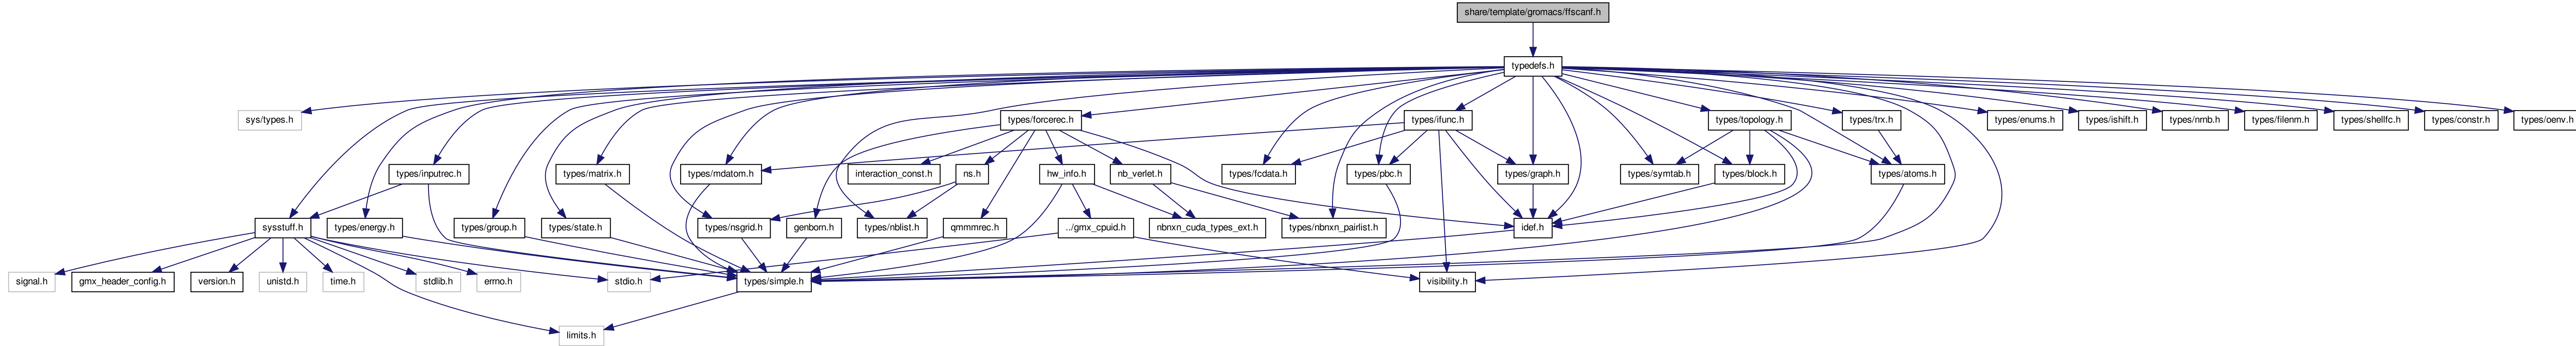 share/template/gromacs/ffscanf.h
typedefs.h
sys/types.h
types/forcerec.h
types/ifunc.h
types/topology.h
types/trx.h
types/enums.h
types/ishift.h
types/nrnb.h
types/filenm.h
types/shellfc.h
types/constr.h
types/oenv.h
types/inputrec.h
types/matrix.h
types/mdatom.h
interaction_const.h
ns.h
hw_info.h
nb_verlet.h
types/fcdata.h
types/pbc.h
types/graph.h
types/symtab.h
types/block.h
types/atoms.h
sysstuff.h
types/energy.h
types/group.h
types/state.h
types/nsgrid.h
genborn.h
types/nblist.h
qmmmrec.h
../gmx_cpuid.h
nbnxn_cuda_types_ext.h
types/nbnxn_pairlist.h
idef.h
signal.h
gmx_header_config.h
version.h
unistd.h
time.h
stdlib.h
errno.h
stdio.h
types/simple.h
visibility.h
limits.h